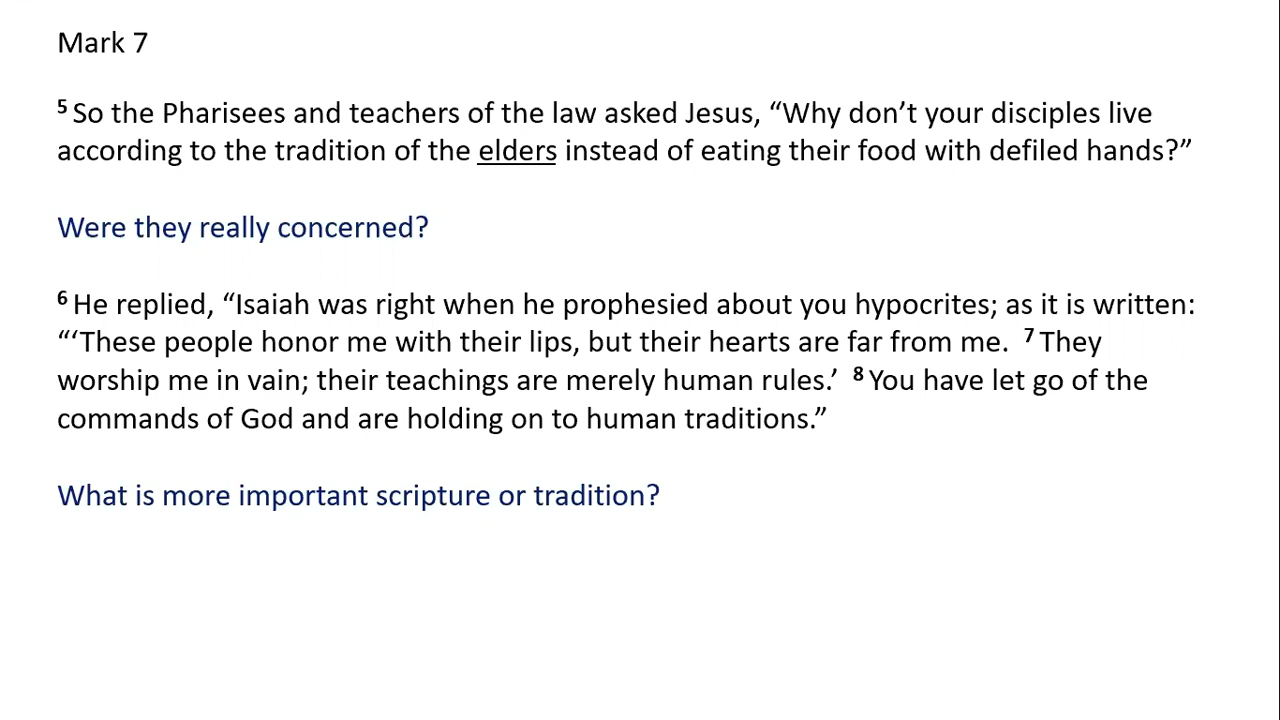 Mark 7
5 So the Pharisees and teachers of the law asked Jesus, “Why don’t your disciples live
according to the tradition of the elders instead of eating their food with defiled hands?”
Were they really concerned?
6 He replied, “Isaiah was right when he prophesied about you hypocrites; as it is written:
“‘These people honor me with their lips, but their hearts are far from me. 7 They
worship me in vain; their teachings are merely human rules.’ 8 You have let go of the
commands of God and are holding on to human traditions.”
What is more important scripture or tradition?